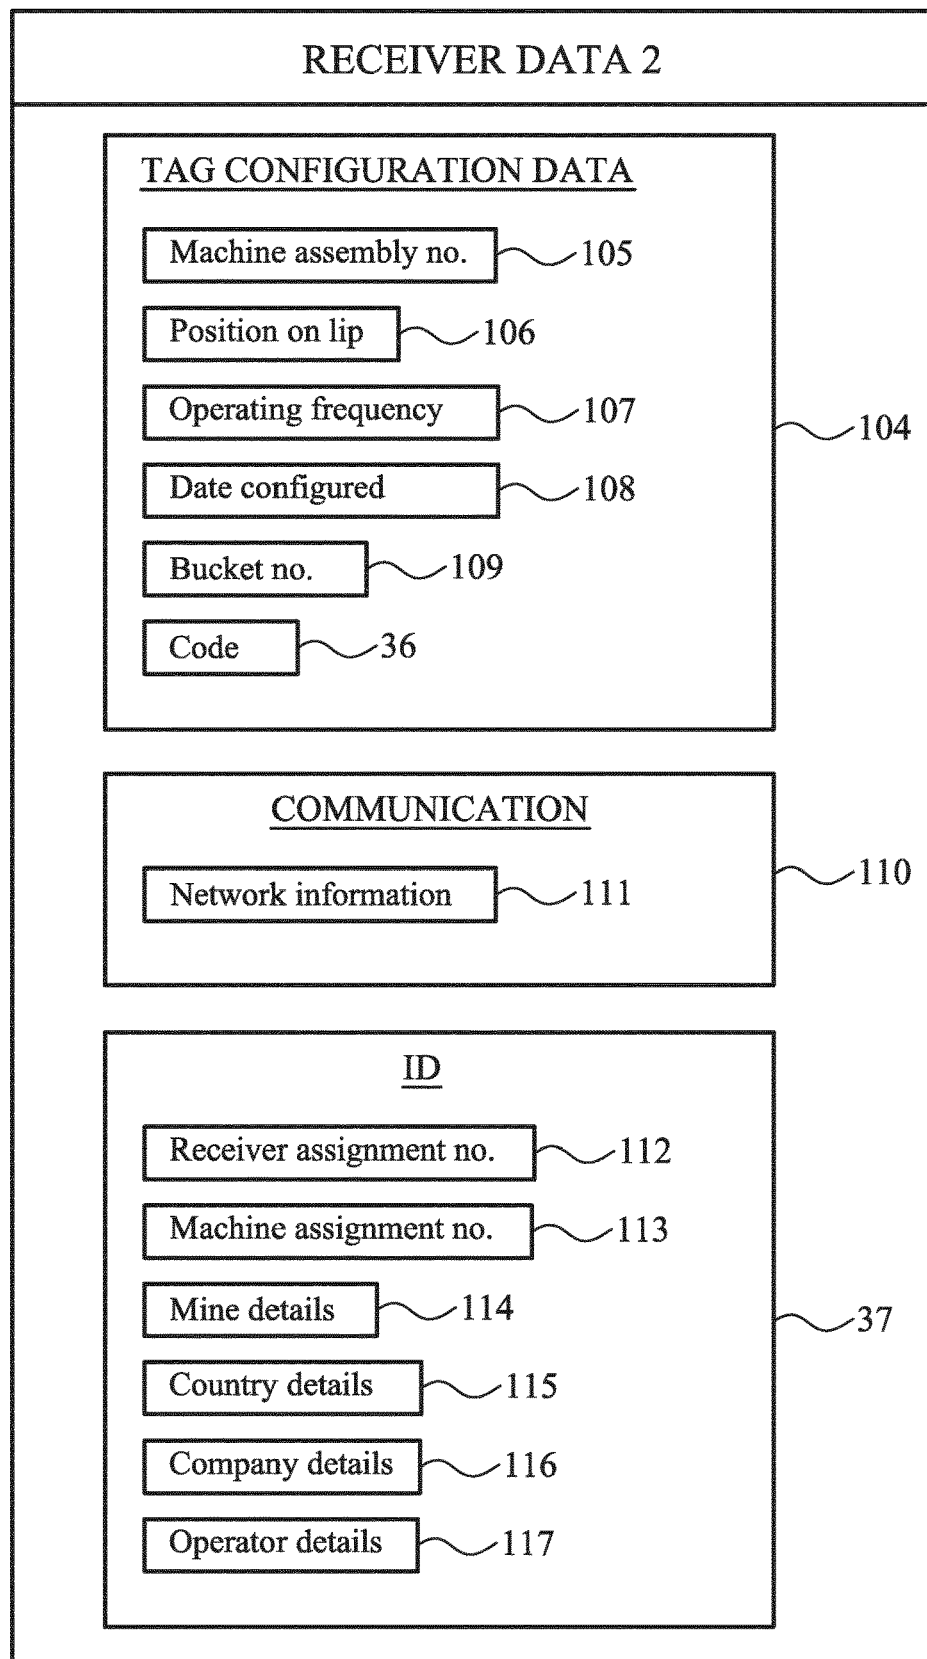 RECEIVER DATA 2
TAG CONFIGURATION DATA
Machine assembly no. 105
Position on lip 106
Operating frequency 107
104
Date configured 108
Bucket no. 109
Code 36
COMMUNICATION
110
Network information 111
ID
Receiver assignment no. 112
Machine assignment no. 113
Mine details 114
37
Country details 115
Company details 116
Operator details 117